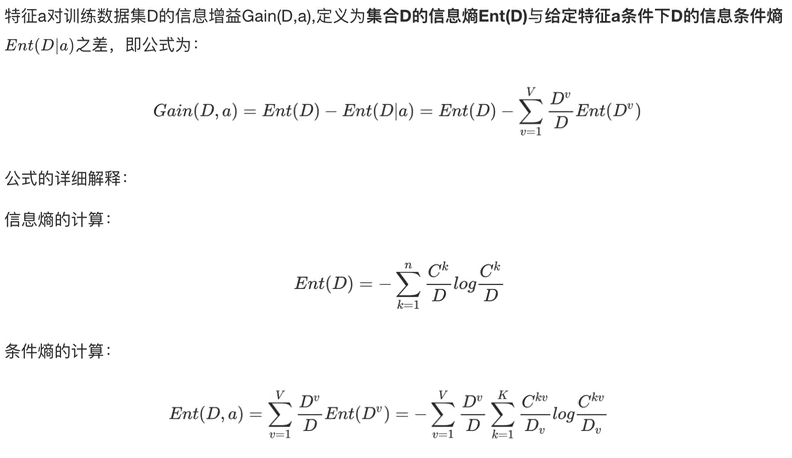 特征a对训练数据集D的信息增益Gain(D,a),定义为集合D的信息熵Ent(D)与给定特征a条件下D的信息条件熵
Ent(D|a)之差，即公式为：
Gain(D, a) = Ent(D) − Ent(D|a) = Ent(D) − \sum_{v=1}^{V} \frac{D^v}{D} Ent(D^v)
公式的详细解释：
信息熵的计算：
Ent(D) = − \sum_{k=1}^{n} \frac{C^k}{D} log \frac{C^k}{D}
条件熵的计算：
Ent(D, a) = \sum_{v=1}^{V} \frac{D^v}{D} Ent(D^v) = − \sum_{v=1}^{V} \frac{D^v}{D} \sum_{k=1}^{K} \frac{C^{kv}}{D_v} log \frac{C^{kv}}{D_v}